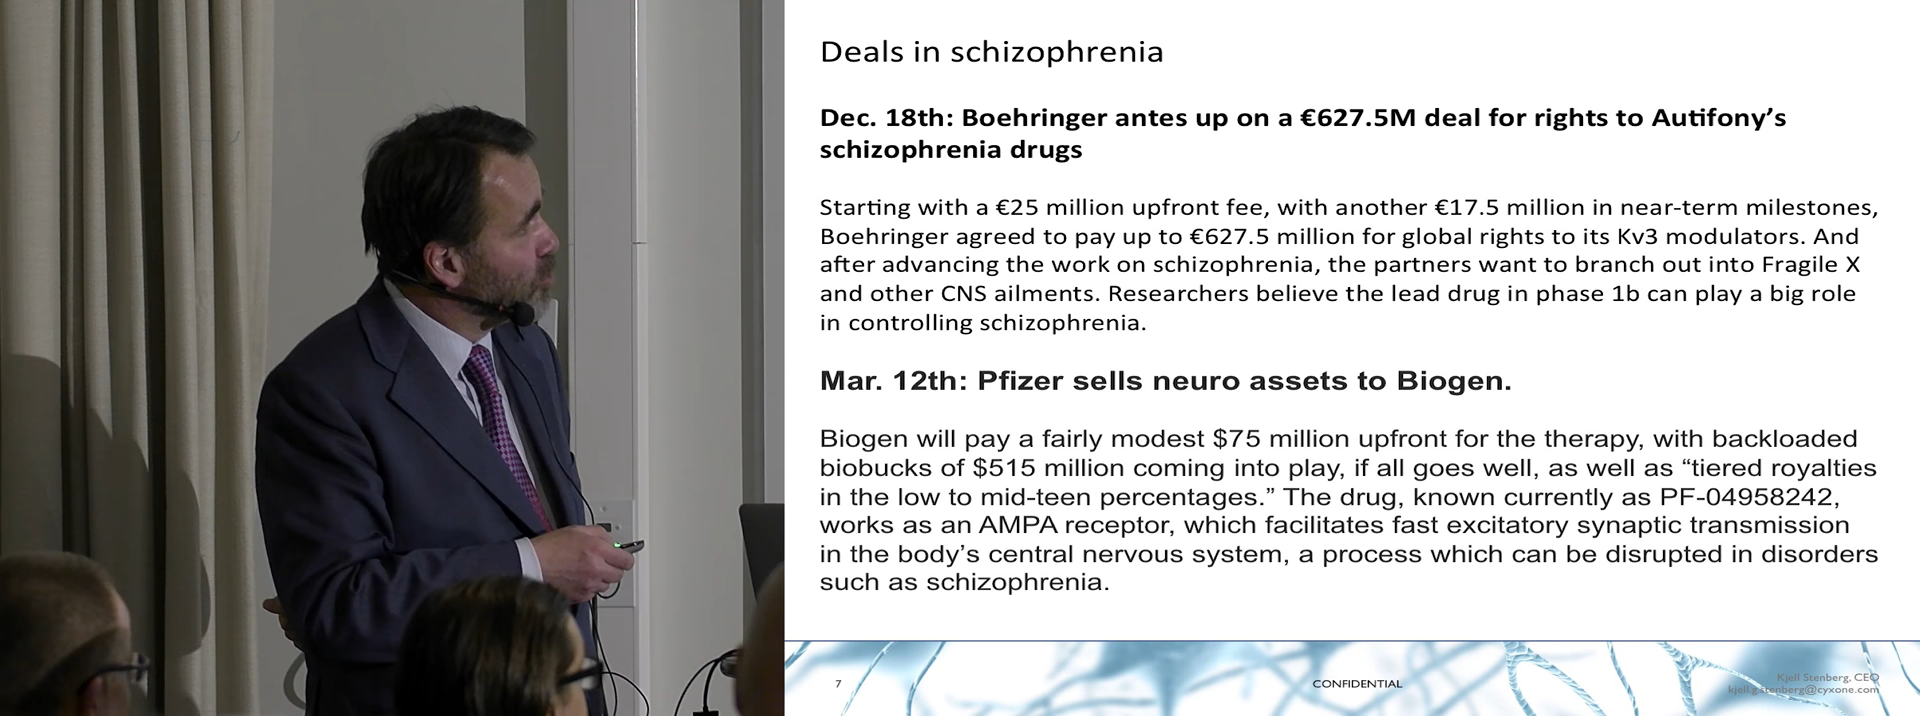 Deals in schizophrenia
Dec. 18th: Boehringer antes up on a €627.5M deal for rights to Autifony’s
schizophrenia drugs
Starting with a €25 million upfront fee, with another €17.5 million in near-term milestones,
Boehringer agreed to pay up to €627.5 million for global rights to its Kv3 modulators. And
after advancing the work on schizophrenia, the partners want to branch out into Fragile X
and other CNS ailments. Researchers believe the lead drug in phase 1b can play a big role
in controlling schizophrenia.
Mar. 12th: Pfizer sells neuro assets to Biogen.
Biogen will pay a fairly modest $75 million upfront for the therapy, with backloaded
biobucks of $515 million coming into play, if all goes well, as well as “tiered royalties
in the low to mid-teen percentages.” The drug, known currently as PF-04958242,
works as an AMPA receptor, which facilitates fast excitatory synaptic transmission
in the body’s central nervous system, a process which can be disrupted in disorders
such as schizophrenia.
7
CONFIDENTIAL
Kjell Stenberg, CEO
kjell.g.stenberg@cyxone.com